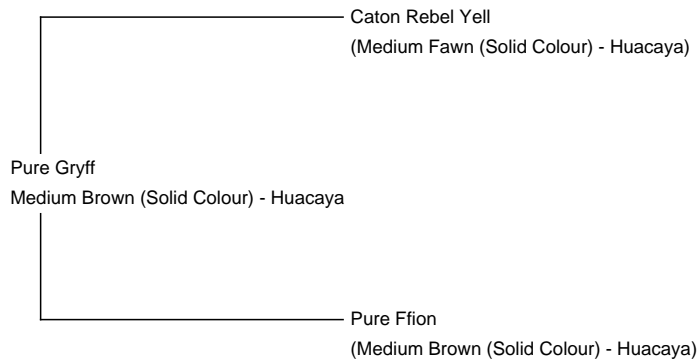 Caton Rebel Yell
(Medium Fawn (Solid Colour) - Huacaya)
Pure Gryff
Medium Brown (Solid Colour) - Huacaya
Pure Ffion
(Medium Brown (Solid Colour) - Huacaya)